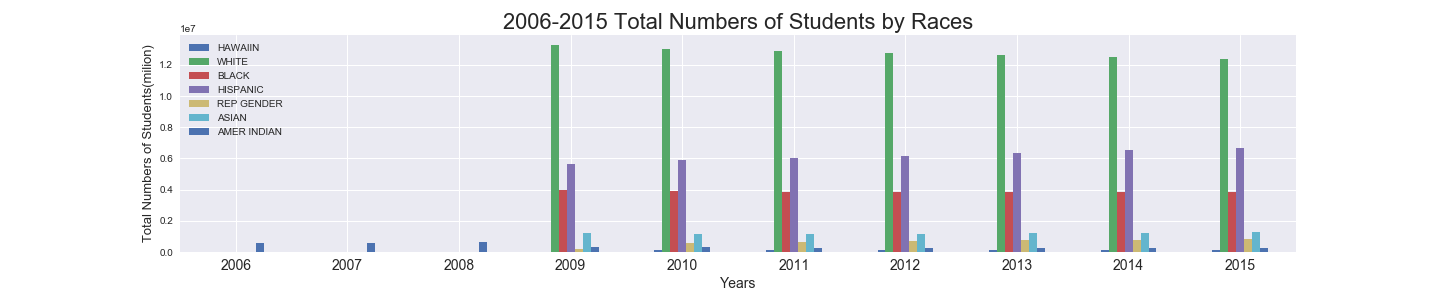 2006-2015 Total Numbers of Students by Races
1e7
Total Numbers of Students(milion)
1.2
1.0
0.8
0.6
0.4
0.2
0.0
HAWAIIN
WHITE
BLACK
HISPANIC
REP GENDER
ASIAN
AMER INDIAN
2006 2007 2008 2009 2010 2011 2012 2013 2014 2015
Years